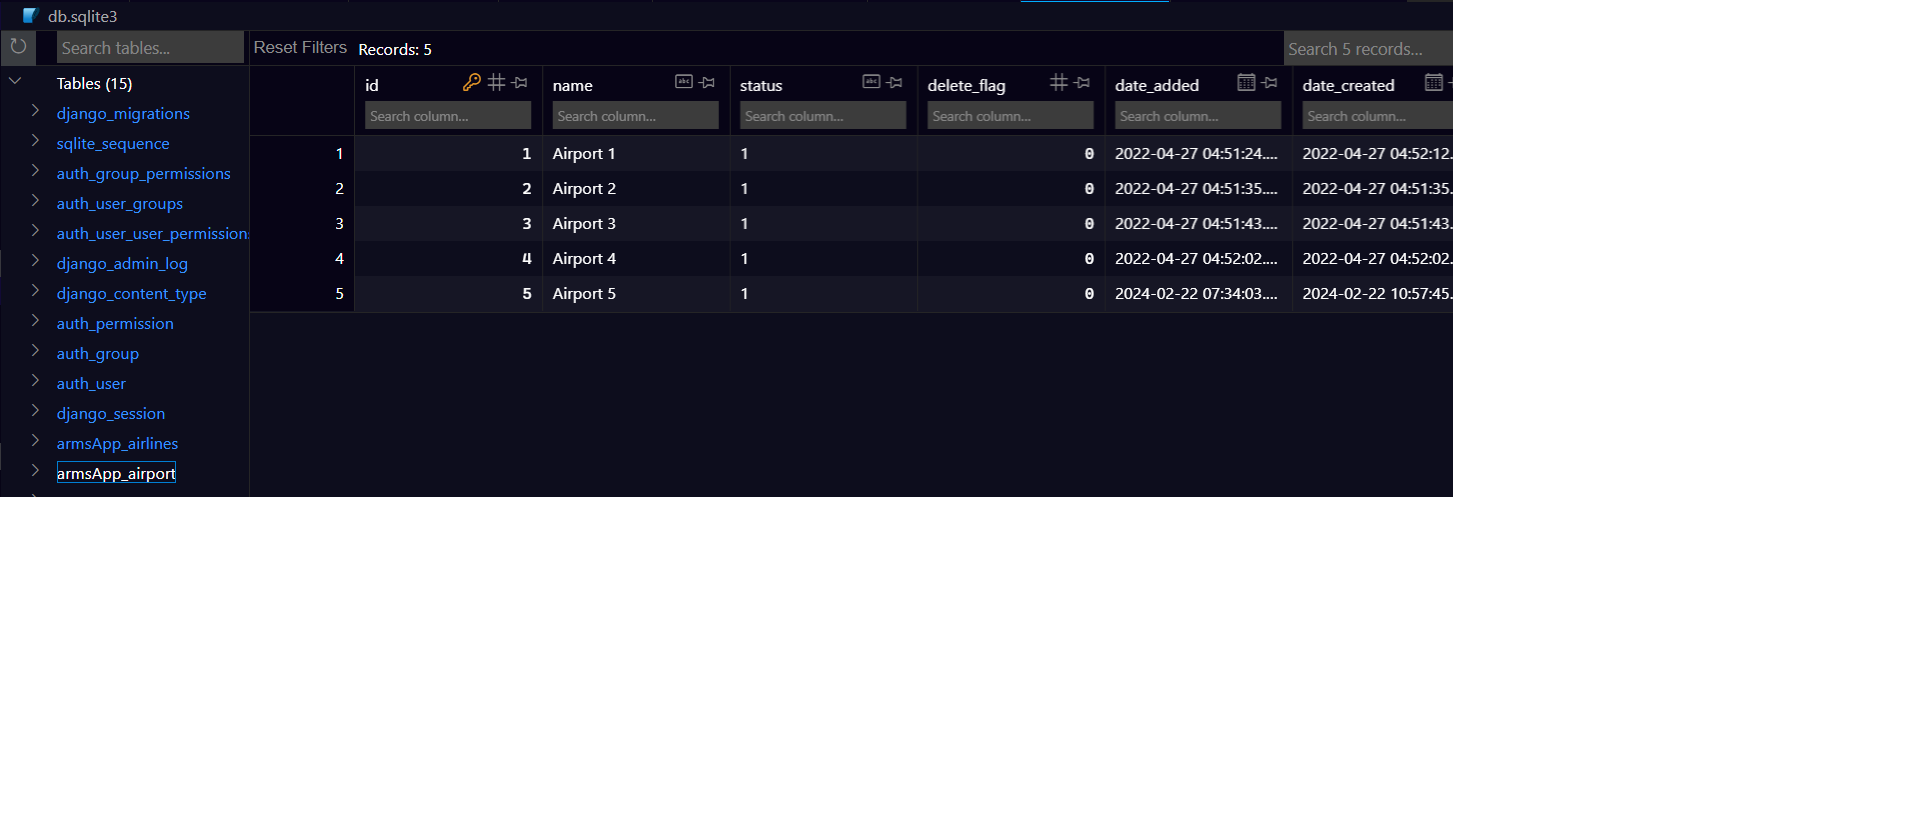 db.sqlite3
Search tables...
Reset Filters Records: 5
Search 5 records...
Tables (15)
django_migrations
sqlite_sequence
auth_group_permissions
auth_user_groups
auth_user_user_permission
django_admin_log
django_content_type
auth_permission
auth_group
auth_user
django_session
armsApp_airlines
armsApp_airport
id name status delete_flag date_added date_created
Search column... Search column... Search column... Search column... Search column... Search column...
1 1 Airport 1 1 0 2022-04-27 04:51:24.... 2022-04-27 04:52:12.
2 2 Airport 2 1 0 2022-04-27 04:51:35.... 2022-04-27 04:51:35.
3 3 Airport 3 1 0 2022-04-27 04:51:43.... 2022-04-27 04:51:43.
4 4 Airport 4 1 0 2022-04-27 04:52:02.... 2022-04-27 04:52:02.
5 5 Airport 5 1 0 2024-02-22 07:34:03.... 2024-02-22 10:57:45.